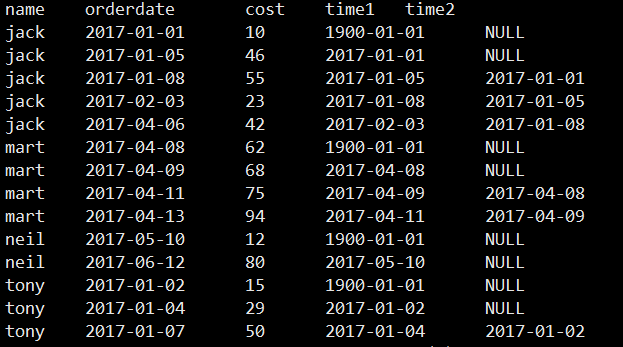 name orderdate cost time1 time2
jack 2017-01-01 10 1900-01-01 NULL
jack 2017-01-05 46 2017-01-01 NULL
jack 2017-01-08 55 2017-01-05 2017-01-01
jack 2017-02-03 23 2017-01-08 2017-01-05
jack 2017-04-06 42 2017-02-03 2017-01-08
mart 2017-04-08 62 1900-01-01 NULL
mart 2017-04-09 68 2017-04-08 NULL
mart 2017-04-11 75 2017-04-09 2017-04-08
mart 2017-04-13 94 2017-04-11 2017-04-09
neil 2017-05-10 12 1900-01-01 NULL
neil 2017-06-12 80 2017-05-10 NULL
tony 2017-01-02 15 1900-01-01 NULL
tony 2017-01-04 29 2017-01-02 NULL
tony 2017-01-07 50 2017-01-04 2017-01-02